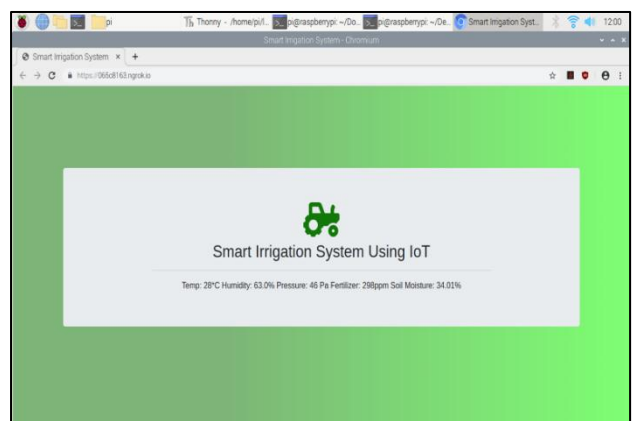 pi
Thonny - /home/pi/I...
pi@raspberrypi: ~/Do...
pi@raspberrypi: ~/De...
Smart Irrigation Syst...
12:00
Smart Irrigation System - Chromium
Smart Irrigation System
https://065c8163.ngrok.io
Smart Irrigation System Using IoT
Temp: 28°C Humidity: 63.0% Pressure: 46 Pa Fertilizer: 298ppm Soil Moisture: 34.01%